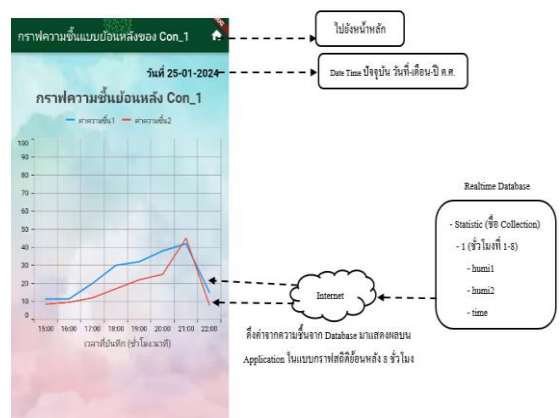 กราฟความชื้นแบบย้อนหลังของ Con_1
ไปยังหน้าหลัก
วันที่ 25-01-2024
Date Time ปัจจุบัน วันที่-เดือน-ปี ค.ศ.
กราฟความชื้นย้อนหลัง Con_1
ค่าความชื้น1 ค่าความชื้น2
100
90
80
70
60
50
40
30
20
10
0
15:00 16:00 17:00 18:00 19:00 20:00 21:00 22:00
เวลาที่บันทึก (ชั่วโมง:นาที)
Realtime Database
- Statistic (ชื่อ Collection)
- 1 (ชั่วโมงที่ 1-8)
- humi1
- humi2
- time
Internet
ดึงค่าจากความชื้นจาก Database มาแสดงผลบน
Application ในแบบกราฟสถิติย้อนหลัง 8 ชั่วโมง